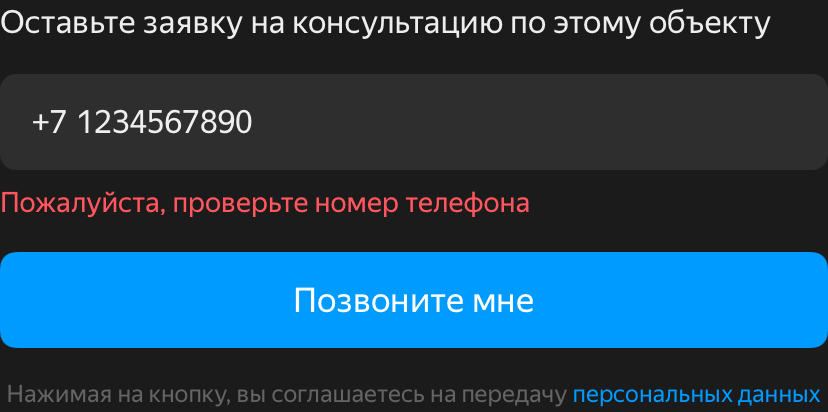 Оставьте заявку на консультацию по этому объекту
+7 1234567890
Пожалуйста, проверьте номер телефона
Позвоните мне
Нажимая на кнопку, вы соглашаетесь на передачу персональных данных